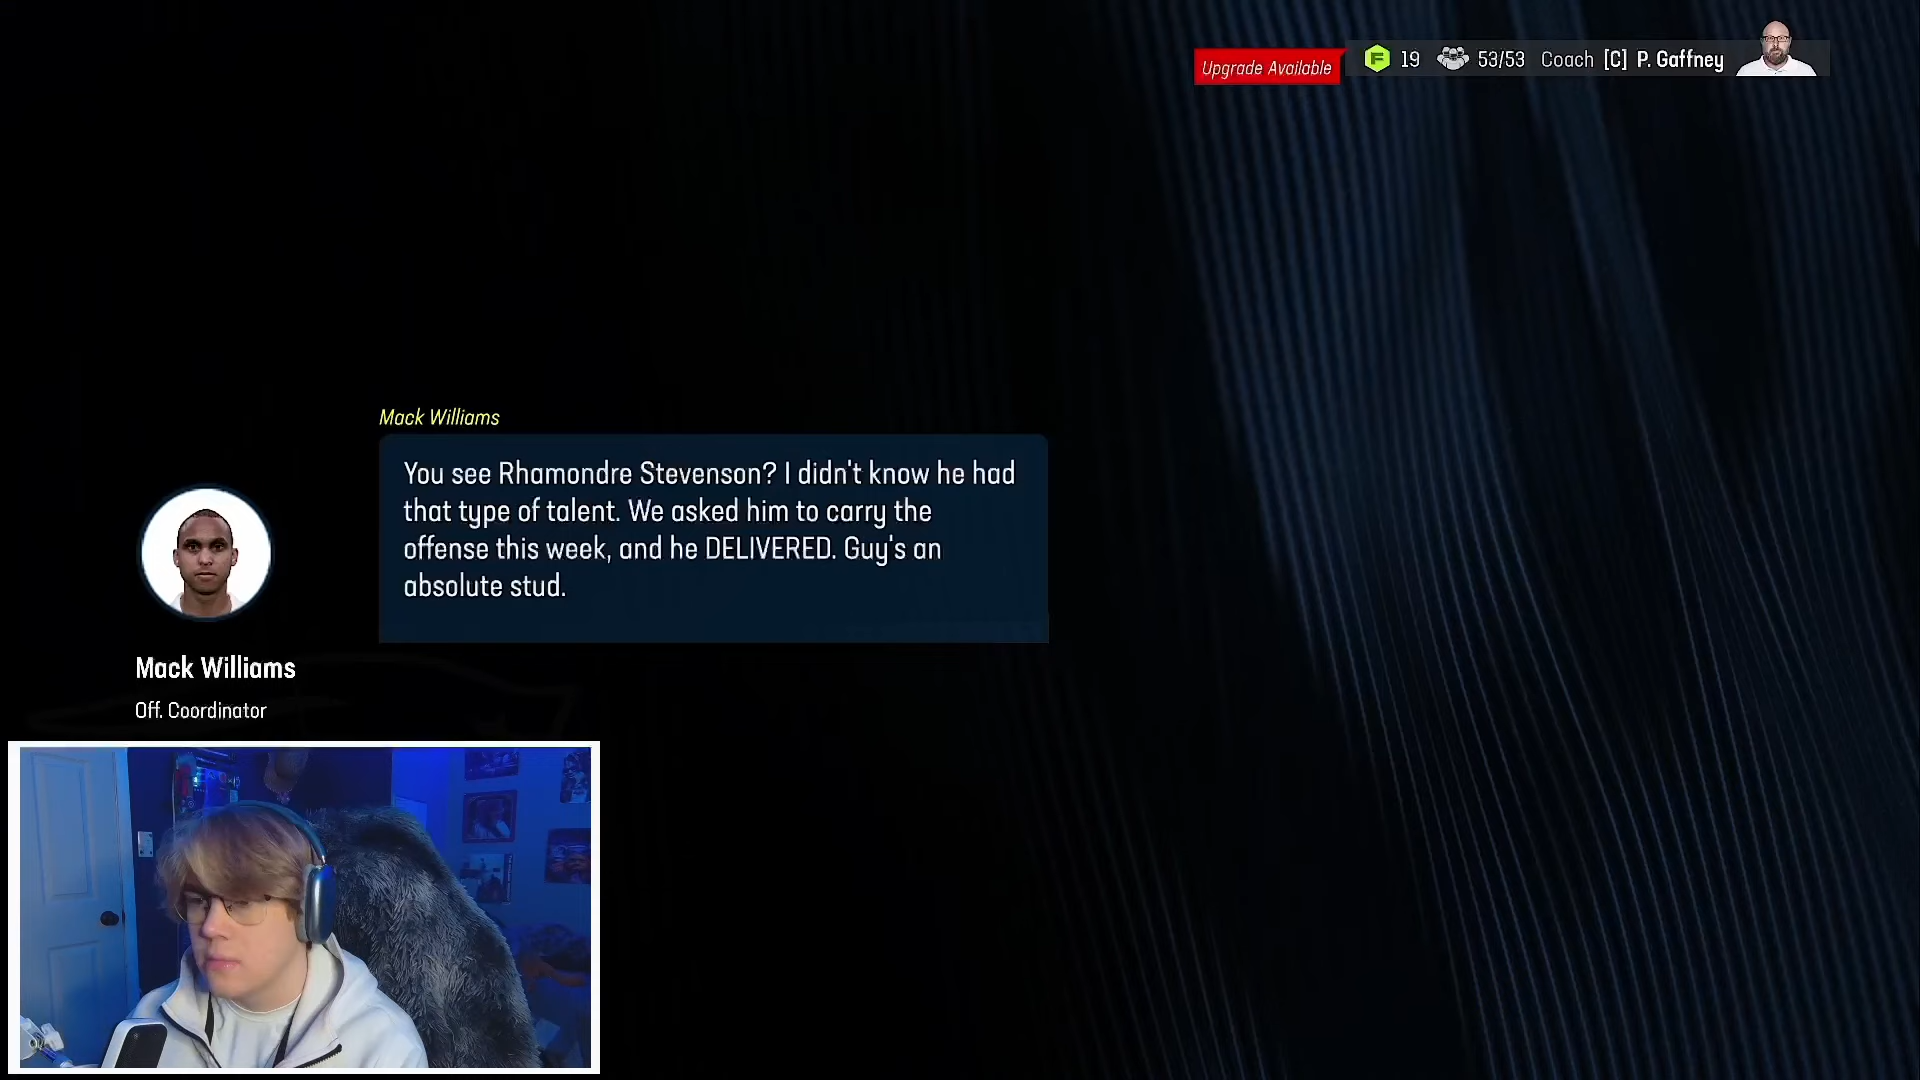 Upgrade Available
19
53/53
Coach [C] P. Gaffney
Mack Williams
You see Rhamondre Stevenson? I didn't know he had
that type of talent. We asked him to carry the
offense this week, and he DELIVERED. Guy's an
absolute stud.
Mack Williams
Off. Coordinator